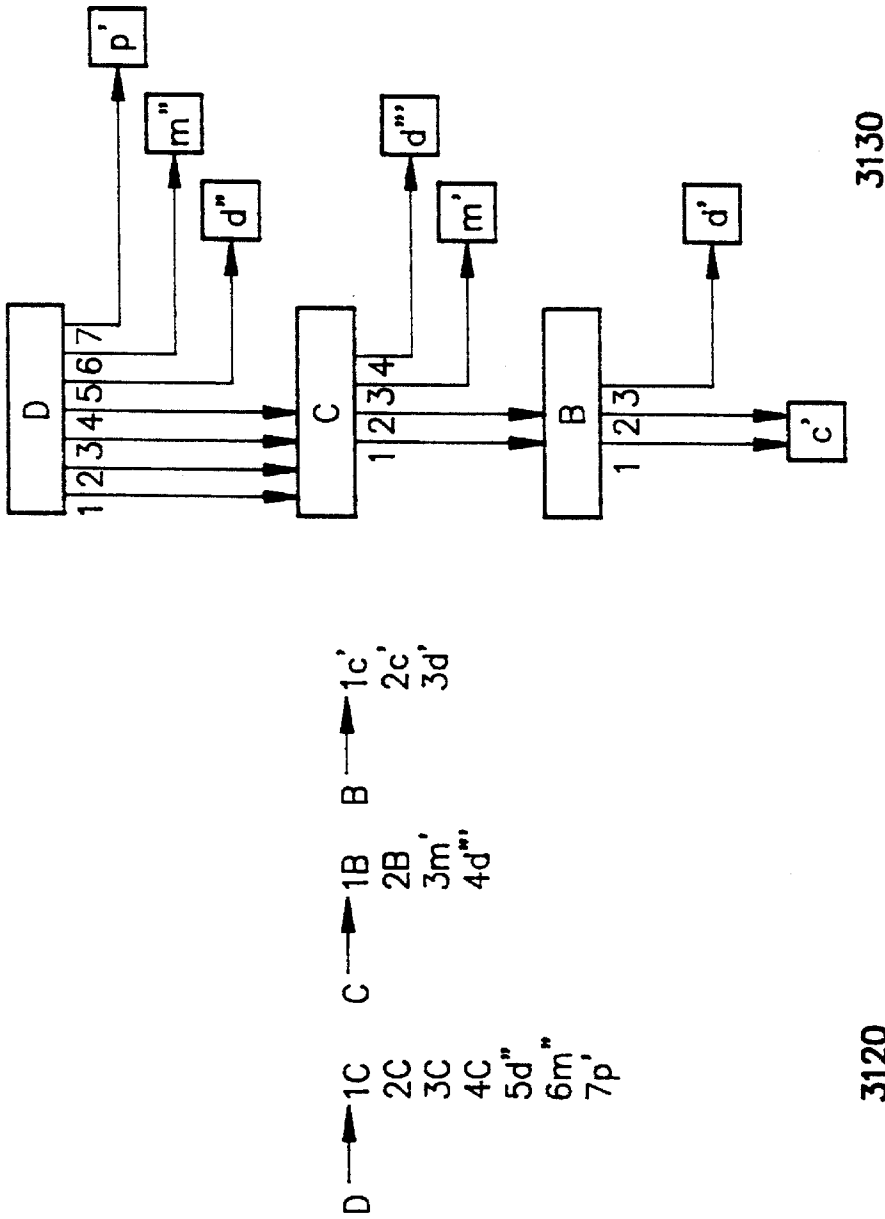 D 1C C 1B B 1c'
2C 2B 2c'
3C 3m' 3d'
4C 4d'''
5d"
6m"
7p'
3120
D
1 2 3 4 5 6 7
p'
m"
d"
C
1 2 3 4
d'''
m'
B
1 2 3
d'
c'
3130